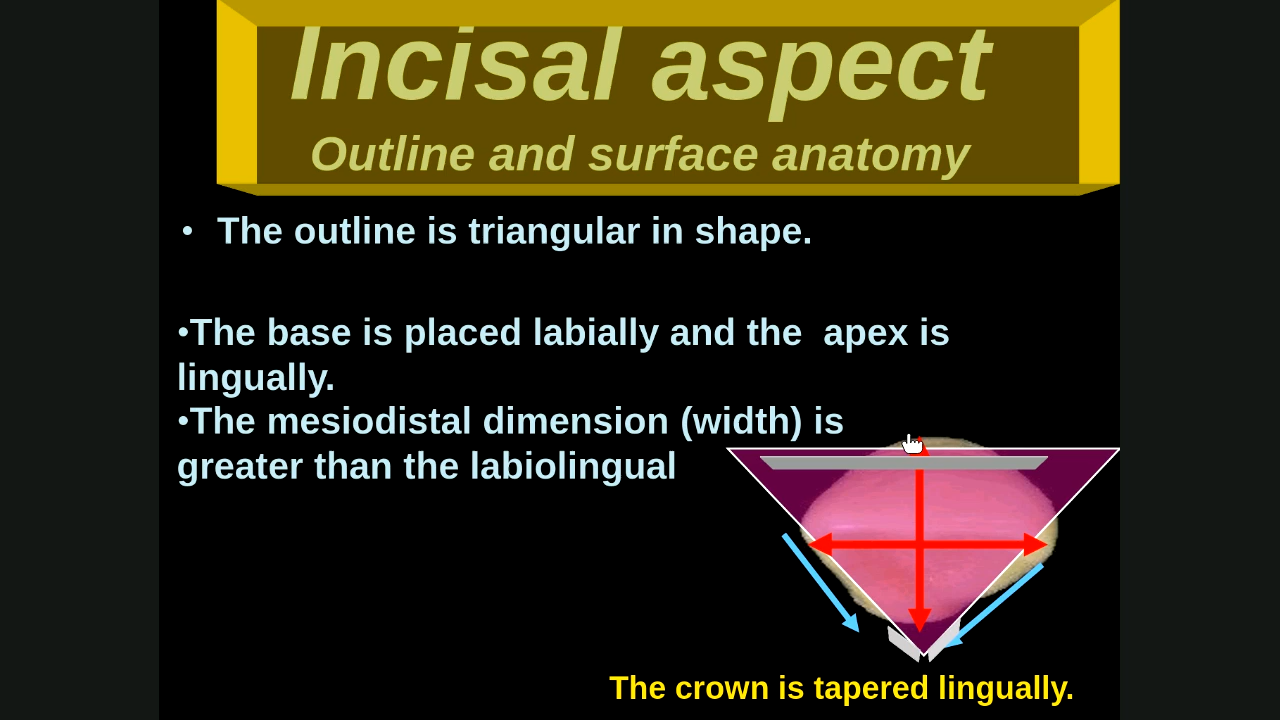 Incisal aspect
Outline and surface anatomy
• The outline is triangular in shape.
•The base is placed labially and the apex is
lingually.
•The mesiodistal dimension (width) is
greater than the labiolingual
The crown is tapered lingually.